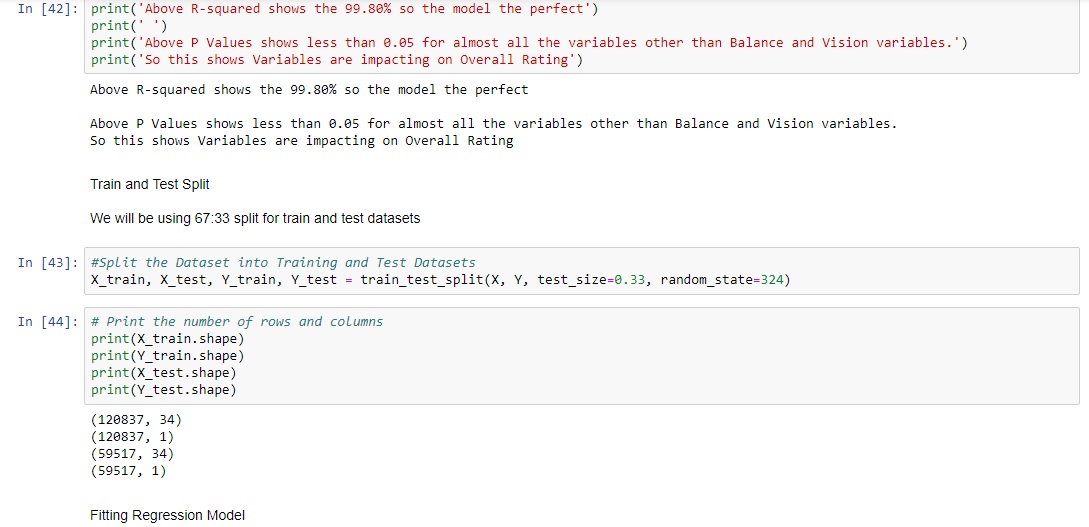 In [42]: print('Above R-squared shows the 99.80% so the model the perfect')
print(' ')
print('Above P Values shows less than 0.05 for almost all the variables other than Balance and Vision variables.')
print('So this shows Variables are impacting on Overall Rating')
Above R-squared shows the 99.80% so the model the perfect
Above P Values shows less than 0.05 for almost all the variables other than Balance and Vision variables.
So this shows Variables are impacting on Overall Rating
Train and Test Split
We will be using 67:33 split for train and test datasets
In [43]: #Split the Dataset into Training and Test Datasets
X_train, X_test, Y_train, Y_test = train_test_split(X, Y, test_size=0.33, random_state=324)
In [44]: # Print the number of rows and columns
print(X_train.shape)
print(Y_train.shape)
print(X_test.shape)
print(Y_test.shape)
(120837, 34)
(120837, 1)
(59517, 34)
(59517, 1)
Fitting Regression Model